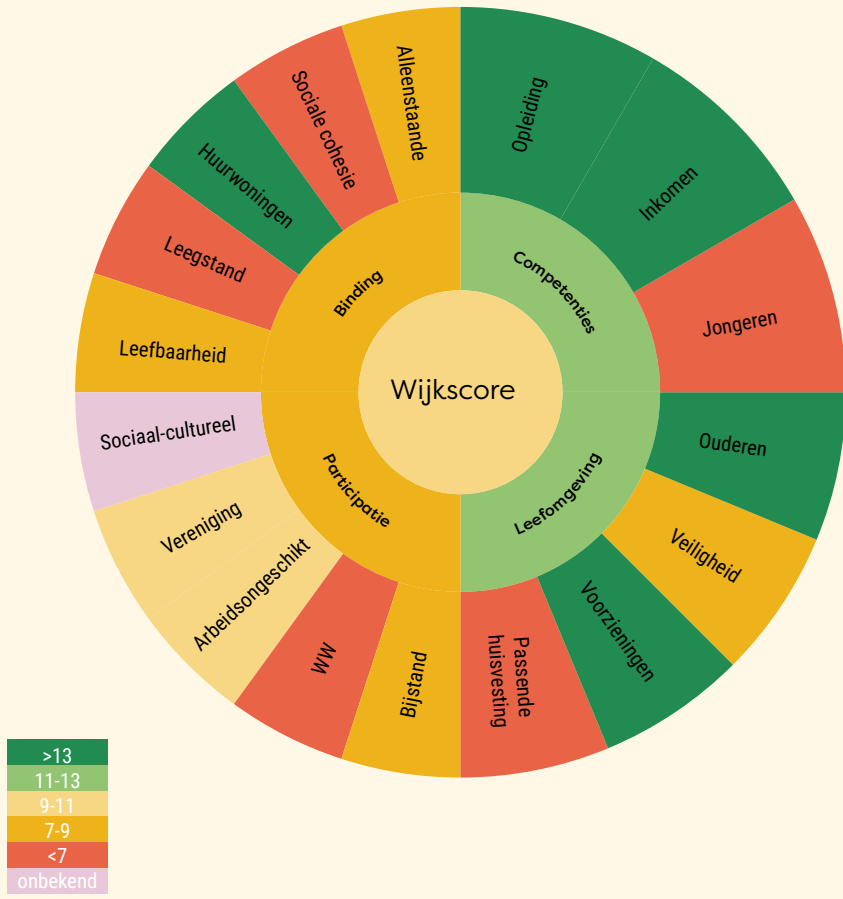 Alleenstaande
Opleiding
Inkomen
Jongeren
Ouderen
Veiligheid
Voorzieningen
Passende
huisvesting
Bijstand
WW
Arbeidsongeschikt
Vereniging
Sociaal-cultureel
Leefbaarheid
Leegstand
Huurwoningen
Sociale cohesie
Binding
Competenties
Leefomgeving
Participatie
Wijkscore
>13
11-13
9-11
7-9
<7
onbekend